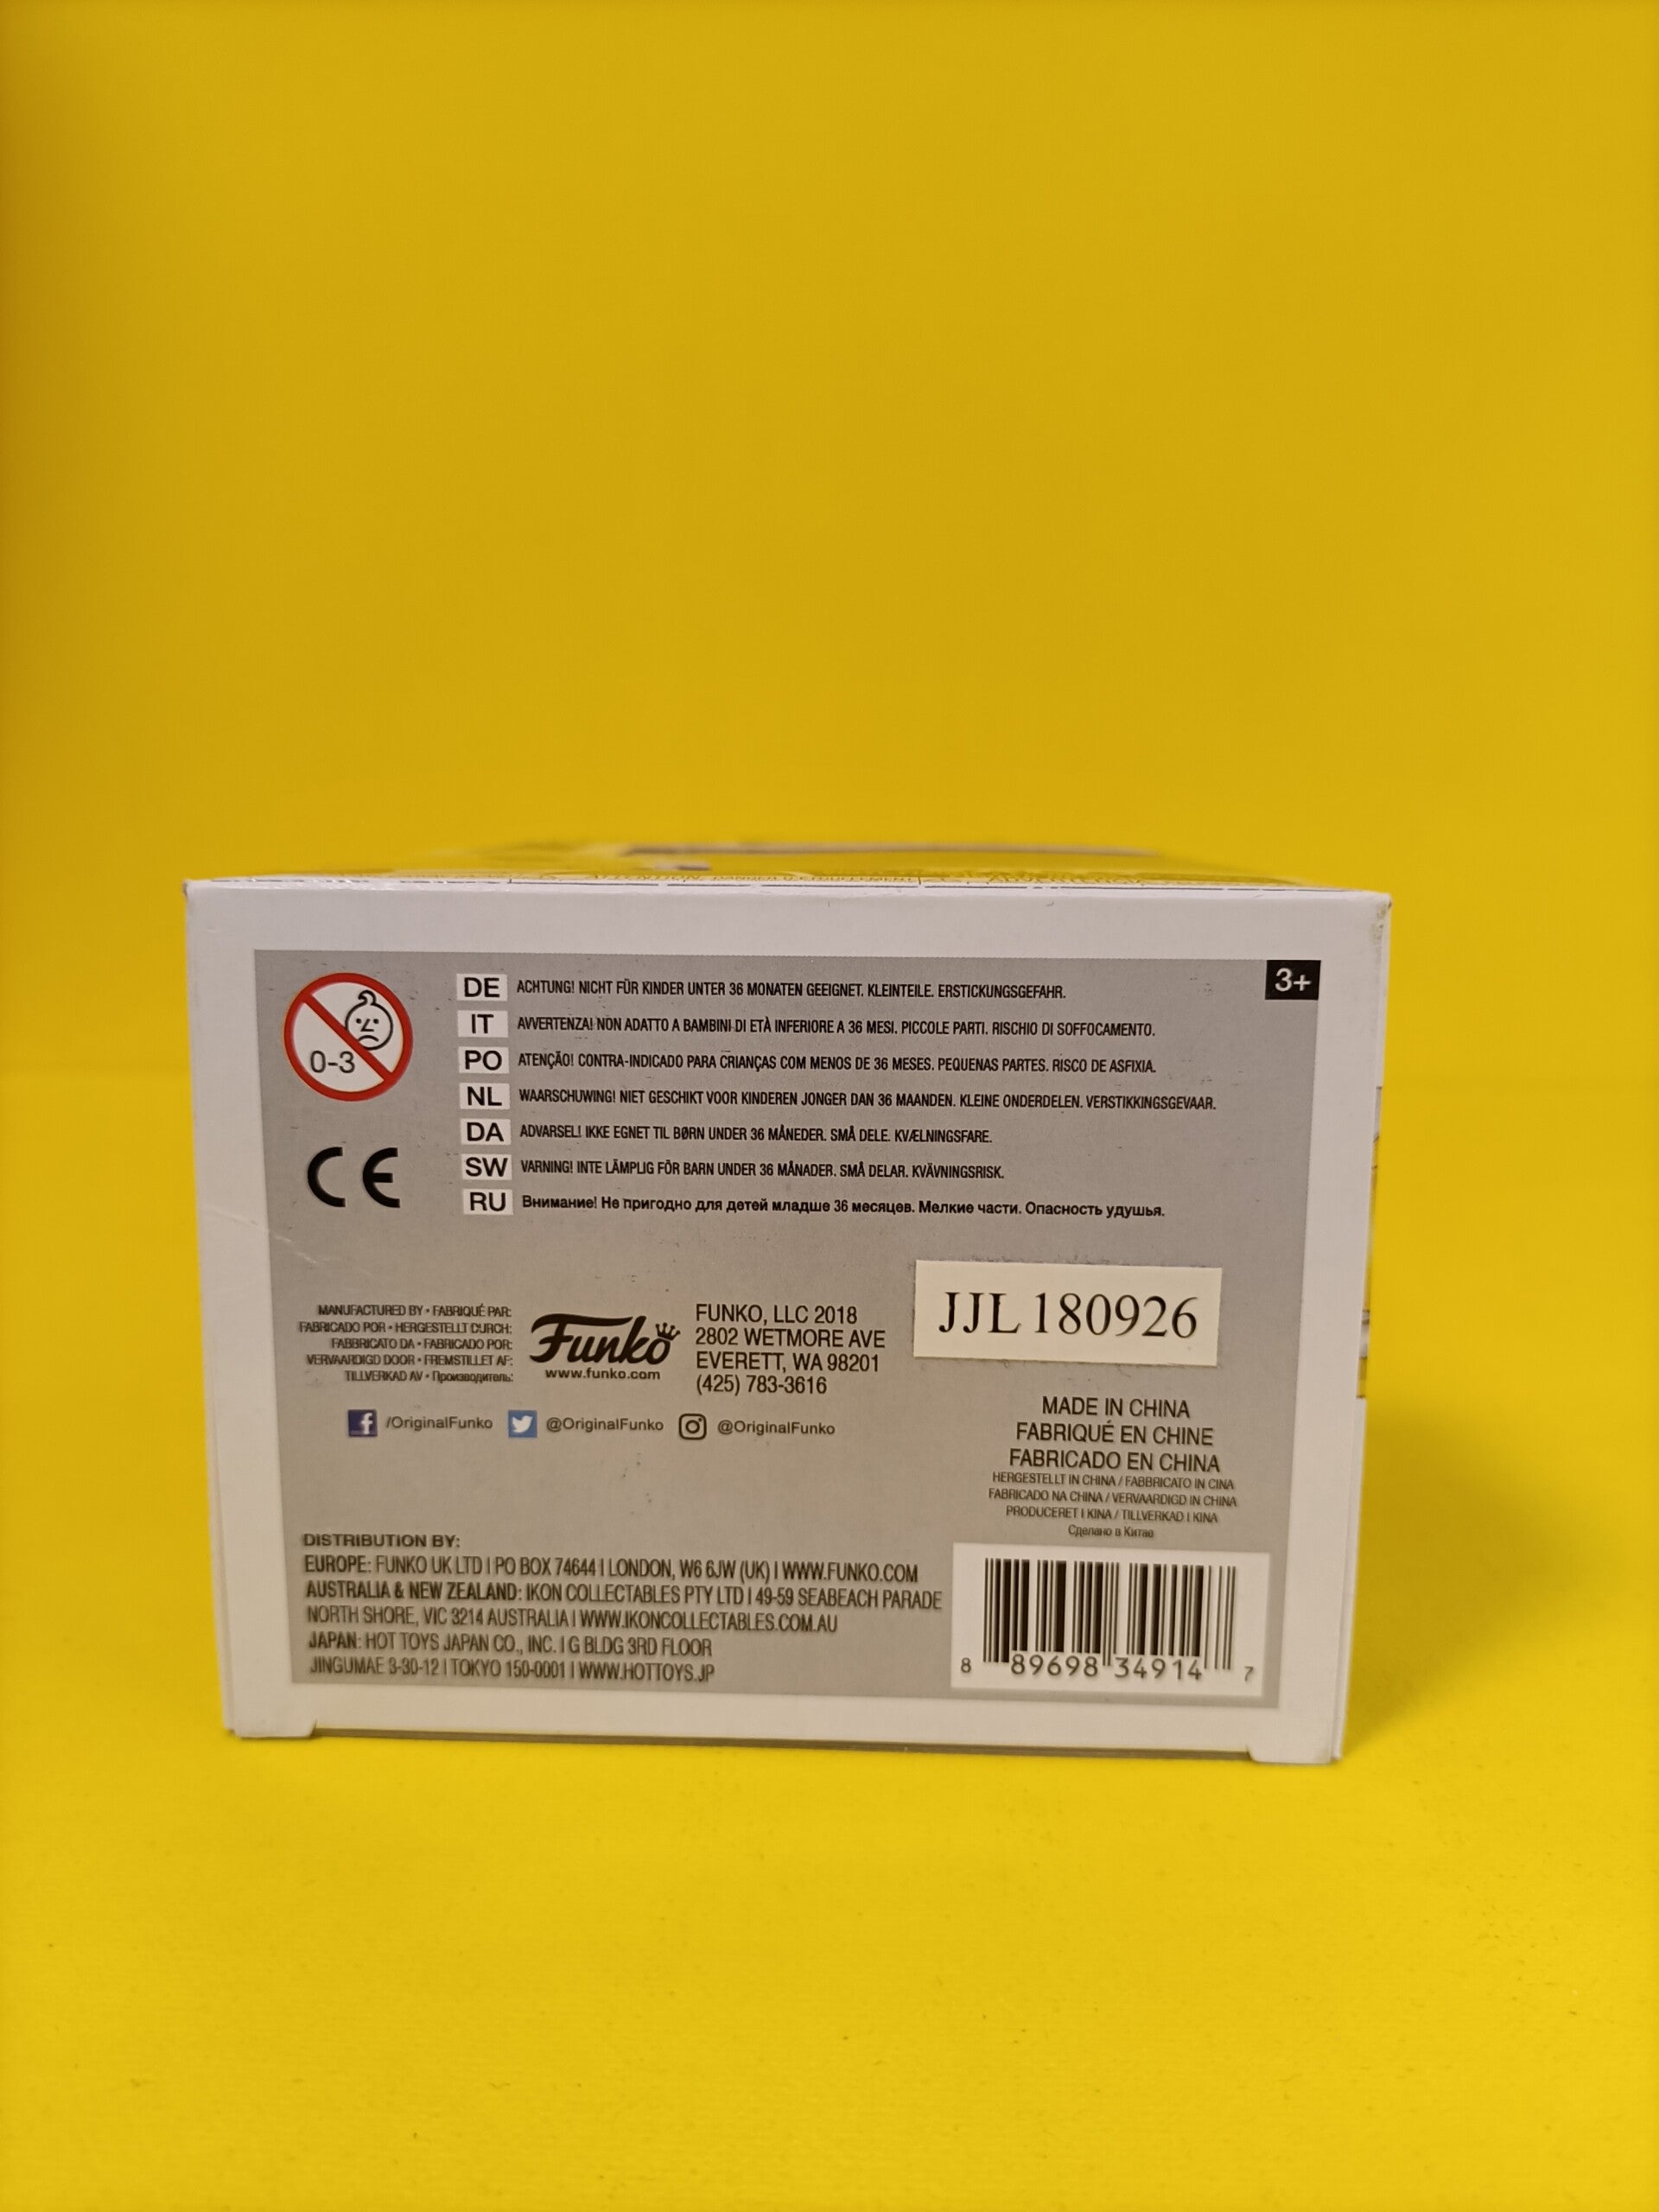 0-3
3+
DE ACHTUNG! NICHT FÜR KINDER UNTER 36 MONATEN GEEIGNET. KLEINTEILE. ERSTICKUNGSGEFAHR.
IT AVVERTENZA! NON ADATTO A BAMBINI DI ETÀ INFERIORE A 36 MESI. PICCOLE PARTI. RISCHIO DI SOFFOCAMENTO.
PO ATENÇÃO! CONTRA-INDICADO PARA CRIANÇAS COM MENOS DE 36 MESES. PEQUENAS PARTES. RISCO DE ASFIXIA.
NL WAARSCHUWING! NIET GESCHIKT VOOR KINDEREN JONGER DAN 36 MAANDEN. KLEINE ONDERDELEN. VERSTIKKINGSGEVAAR.
DA ADVARSEL! IKKE EGNET TIL BØRN UNDER 36 MÅNEDER. SMÅ DELE. KVÆLNINGSFARE.
SW VARNING! INTE LÄMPLIG FÖR BARN UNDER 36 MÅNADER. SMÅ DELAR. KVÄVNINGSRISK.
RU Внимание! Не пригодно для детей младше 36 месяцев. Мелкие части. Опасность удушья.
CE
MANUFACTURED BY • FABRIQUÉ PAR:
FABRICADO POR • HERGESTELLT DURCH:
FABBRICATO DA • FABRICADO POR:
VERVAARDIGD DOOR • FREMSTILLET AF:
TILLVERKAD AV • Производитель:
Funko
www.funko.com
FUNKO, LLC 2018
2802 WETMORE AVE
EVERETT, WA 98201
(425) 783-3616
JJL 180926
/OriginalFunko @OriginalFunko @OriginalFunko
MADE IN CHINA
FABRIQUÉ EN CHINE
FABRICADO EN CHINA
HERGESTELLT IN CHINA / FABBRICATO IN CINA
FABRICADO NA CHINA / VERVAARDIGD IN CHINA
PRODUCERET I KINA / TILLVERKAD I KINA
Сделано в Китае
DISTRIBUTION BY:
EUROPE: FUNKO UK LTD | PO BOX 74644 | LONDON, W6 6JW (UK) | WWW.FUNKO.COM
AUSTRALIA & NEW ZEALAND: IKON COLLECTABLES PTY LTD | 49-59 SEABEACH PARADE
NORTH SHORE, VIC 3214 AUSTRALIA | WWW.IKONCOLLECTABLES.COM.AU
JAPAN: HOT TOYS JAPAN CO., INC. | G BLDG 3RD FLOOR
JINGUMAE 3-30-12 | TOKYO 150-0001 | WWW.HOTTOYS.JP
8 89698 34914 7